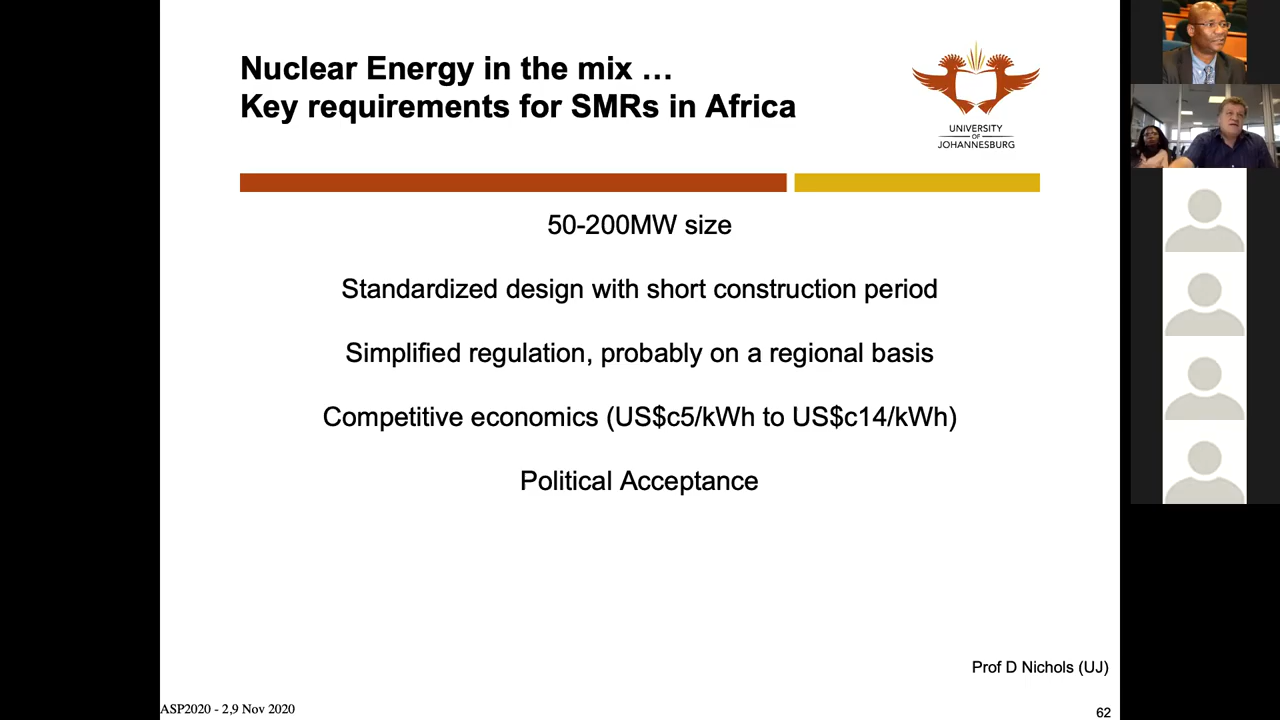 Nuclear Energy in the mix …
Key requirements for SMRs in Africa
UNIVERSITY
OF
JOHANNESBURG
50-200MW size
Standardized design with short construction period
Simplified regulation, probably on a regional basis
Competitive economics (US$c5/kWh to US$c14/kWh)
Political Acceptance
Prof D Nichols (UJ)
ASP2020 - 2,9 Nov 2020
62